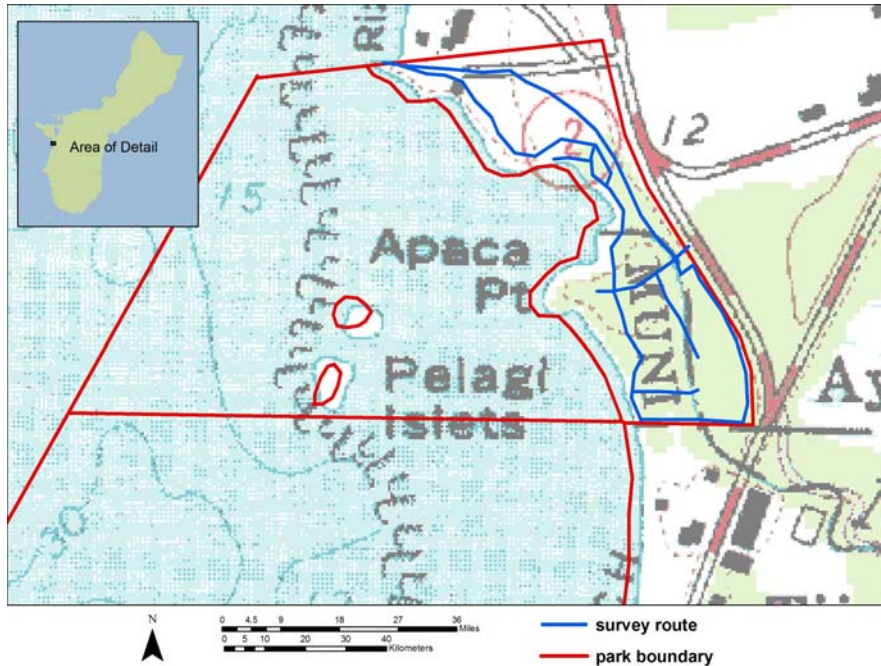 Area of Detail
12
2
15
Apaca
Pt
Pelagi
Islets
30
N
0 4.5 9 18 27 36
Miles
0 5 10 20 30 40
Kilometers
survey route
park boundary